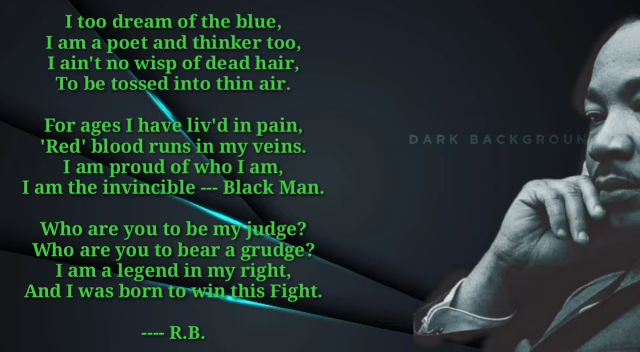 I too dream of the blue,
I am a poet and thinker too,
I ain't no wisp of dead hair,
To be tossed into thin air.
For ages I have liv'd in pain,
'Red' blood runs in my veins.
I am proud of who I am,
I am the invincible --- Black Man.
Who are you to be my judge?
Who are you to bear a grudge?
I am a legend in my right,
And I was born to win this Fight.
---- R.B.
DARK BACKGROUN